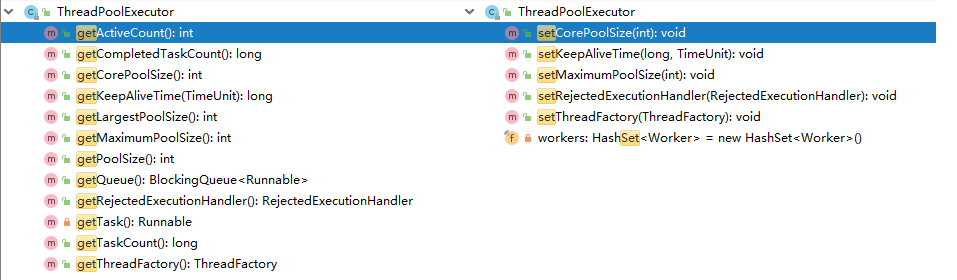 ThreadPoolExecutor
getActiveCount(): int
getCompletedTaskCount(): long
getCorePoolSize(): int
getKeepAliveTime(TimeUnit): long
getLargestPoolSize(): int
getMaximumPoolSize(): int
getPoolSize(): int
getQueue(): BlockingQueue<Runnable>
getRejectedExecutionHandler(): RejectedExecutionHandler
getTask(): Runnable
getTaskCount(): long
getThreadFactory(): ThreadFactory
ThreadPoolExecutor
setCorePoolSize(int): void
setKeepAliveTime(long, TimeUnit): void
setMaximumPoolSize(int): void
setRejectedExecutionHandler(RejectedExecutionHandler): void
setThreadFactory(ThreadFactory): void
workers: HashSet<Worker> = new HashSet<Worker>()